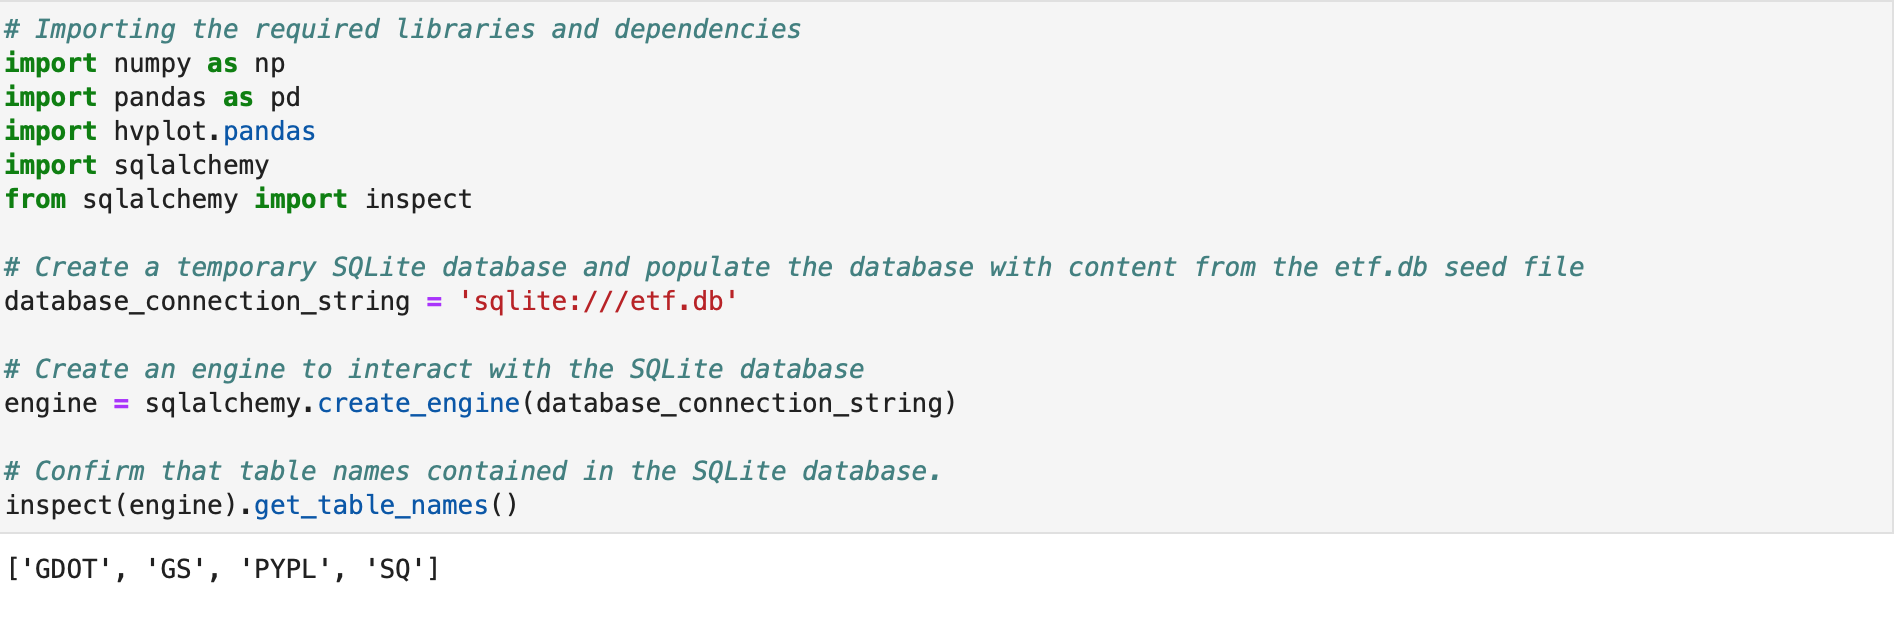 # Importing the required libraries and dependencies
import numpy as np
import pandas as pd
import hvplot.pandas
import sqlalchemy
from sqlalchemy import inspect
# Create a temporary SQLite database and populate the database with content from the etf.db seed file
database_connection_string = 'sqlite:///etf.db'
# Create an engine to interact with the SQLite database
engine = sqlalchemy.create_engine(database_connection_string)
# Confirm that table names contained in the SQLite database.
inspect(engine).get_table_names()
['GDOT', 'GS', 'PYPL', 'SQ']